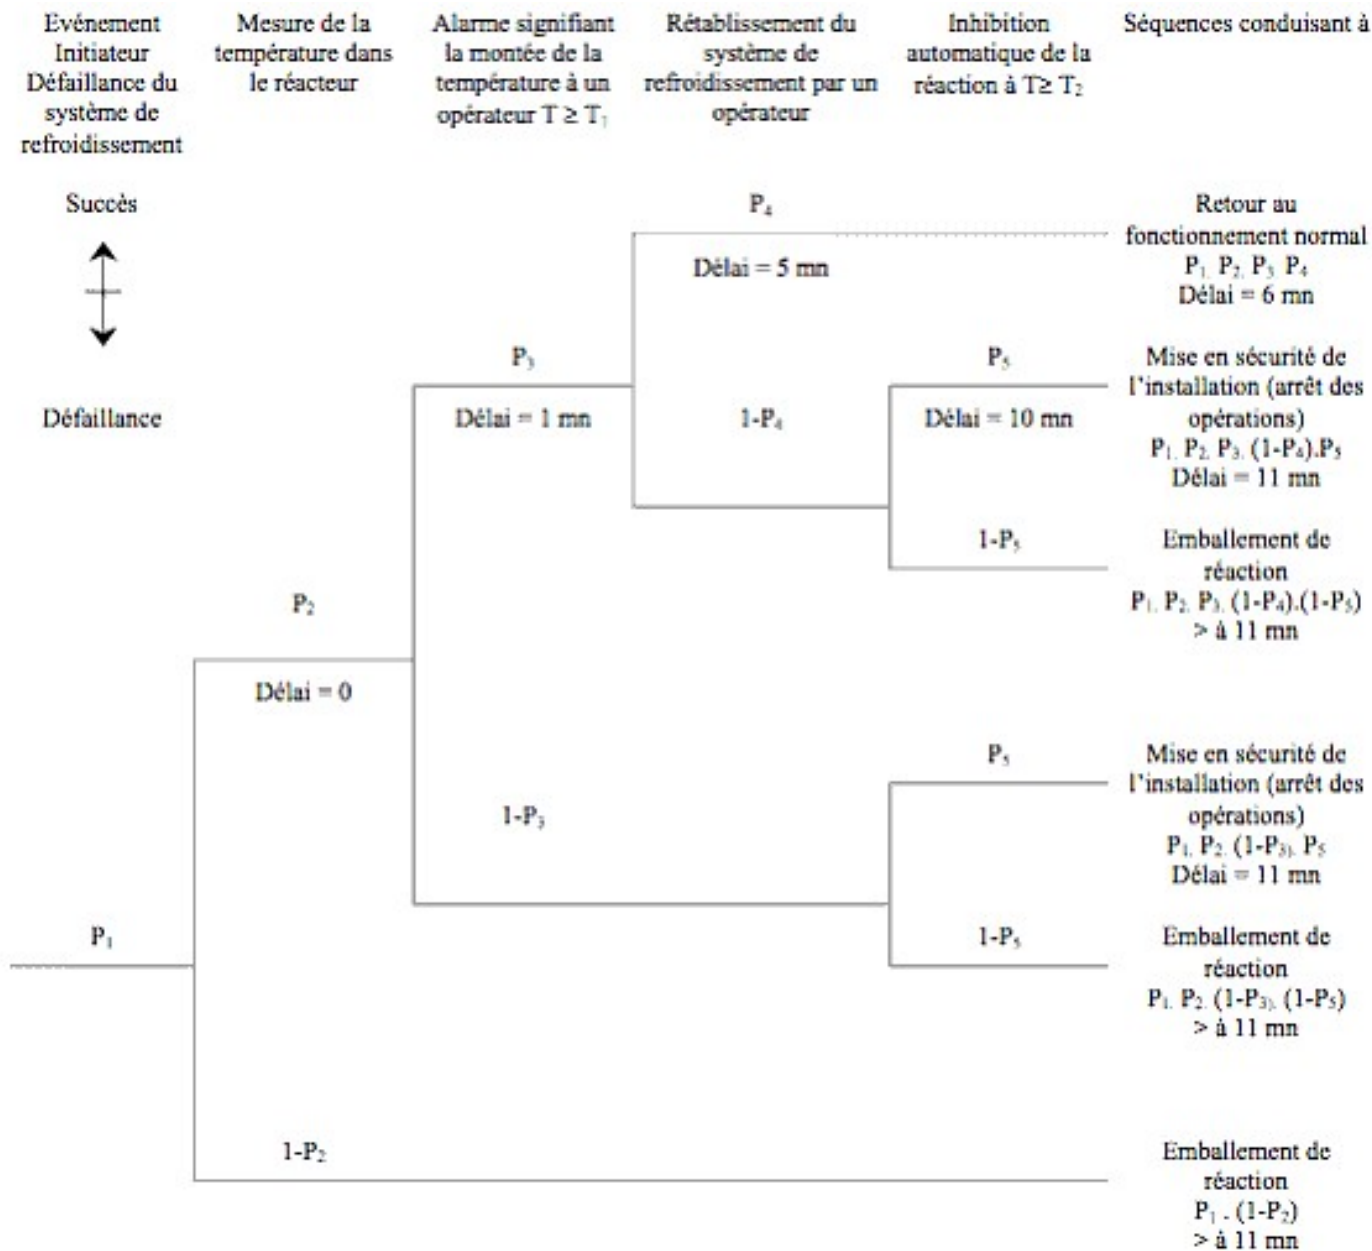 Evénement
Initiateur
Défaillance du
système de
refroidissement
Mesure de la
température dans
le réacteur
Alarme signifiant
la montée de la
température à un
opérateur T ≥ T₁
Rétablissement du
système de
refroidissement par un
opérateur
Inhibition
automatique de la
réaction à T≥ T₂
Séquences conduisant à
Succès
Défaillance
P₄
Délai = 5 mn
Retour au
fonctionnement normal
P₁. P₂. P₃ P₄
Délai = 6 mn
P₃
Délai = 1 mn
1-P₄
P₅
Délai = 10 mn
Mise en sécurité de
l'installation (arrêt des
opérations)
P₁. P₂. P₃. (1-P₄).P₅
Délai = 11 mn
1-P₅
Emballement de
réaction
P₁. P₂. P₃. (1-P₄).(1-P₅)
> à 11 mn
P₂
Délai = 0
1-P₃
P₅
Mise en sécurité de
l'installation (arrêt des
opérations)
P₁. P₂. (1-P₃). P₅
Délai = 11 mn
P₁
1-P₅
Emballement de
réaction
P₁. P₂. (1-P₃). (1-P₅)
> à 11 mn
1-P₂
Emballement de
réaction
P₁ . (1-P₂)
> à 11 mn